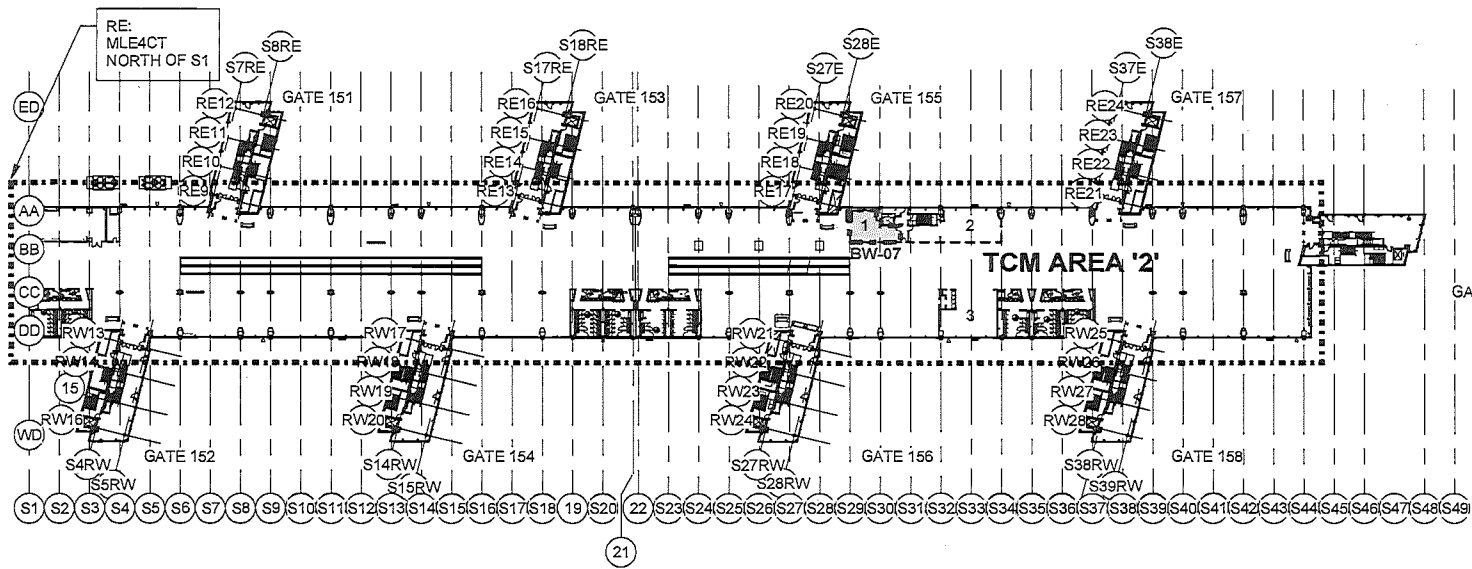 RE:
MLE4CT
NORTH OF S1
S7RE
S8RE
S17RE
S18RE
S27E
S28E
S37E
S38E
ED
RE12
GATE 151
RE16
GATE 153
RE20
GATE 155
RE24
GATE 157
RE11
RE15
RE19
RE23
RE10
RE14
RE18
RE22
RE9
RE13
RE17
RE21
AA
1
2
BB
BW-07
TCM AREA '2'
CC
GA
3
DD
RW13
RW17
RW21
RW25
RW14
RW18
RW22
RW26
15
RW19
RW23
RW27
RW16
RW20
RW24
RW28
WD
GATE 152
GATE 154
GATE 156
GATE 158
S4RW
S5RW
S14RW
S15RW
S27RW
S28RW
S38RW
S39RW
S1 S2 S3 S4 S5 S6 S7 S8 S9 S10 S11 S12 S13 S14 S15 S16 S17 S18 19 S20 22 S23 S24 S25 S26 S27 S28 S29 S30 S31 S32 S33 S34 S35 S36 S37 S38 S39 S40 S41 S42 S43 S44 S45 S46 S47 S48 S49
21